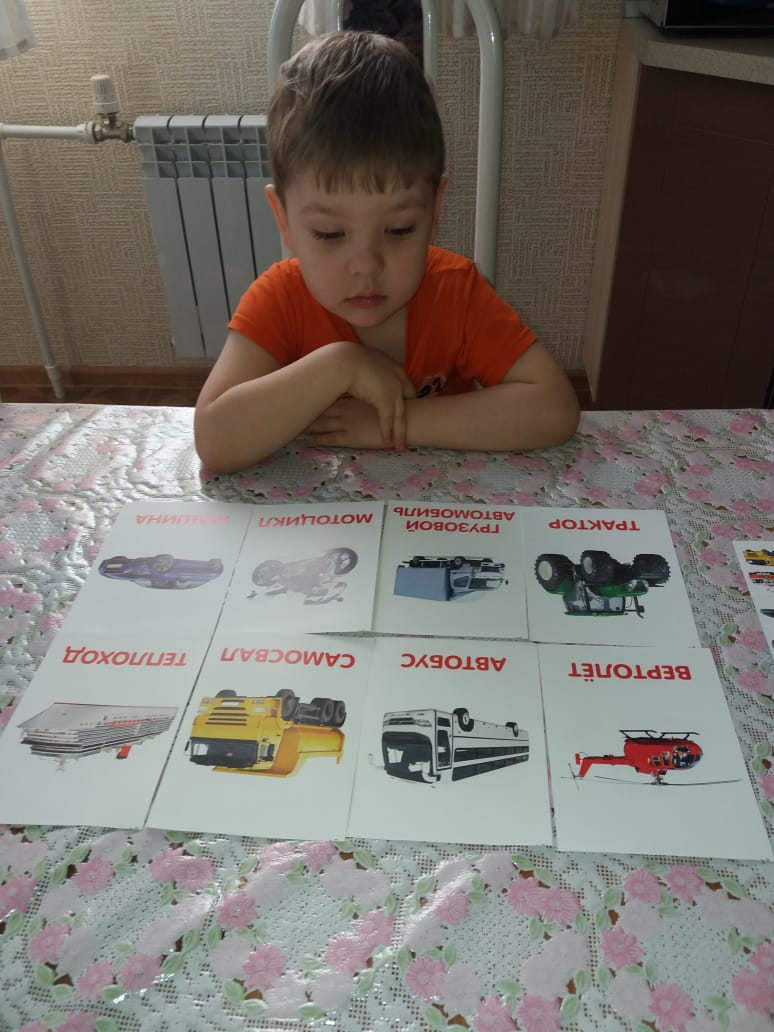 ВЕРТОЛЁТ
АВТОБУС
САМОСВАЛ
ТЕПЛОХОД
ТРАКТОР
ГРУЗОВОЙ
АВТОМОБИЛЬ
МОТОЦИКЛ
МАШИНА